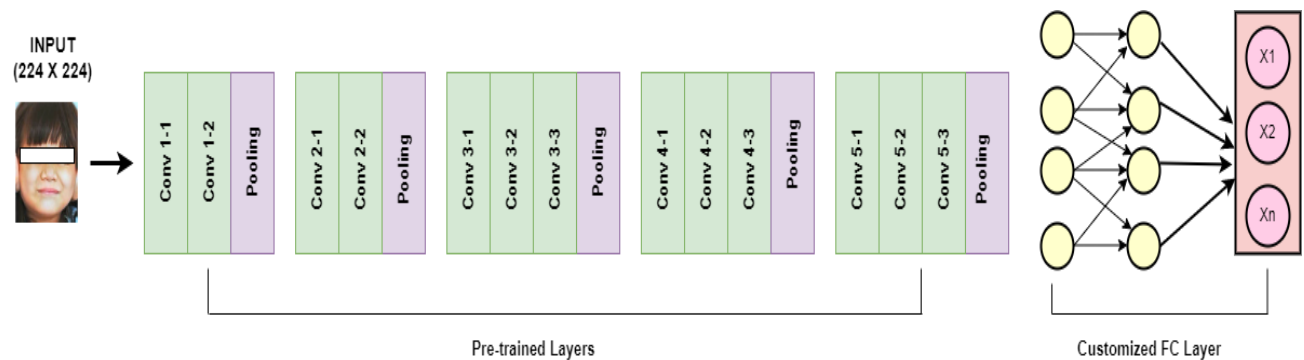 INPUT
(224 X 224)
Conv 1-1
Conv 1-2
Pooling
Conv 2-1
Conv 2-2
Pooling
Conv 3-1
Conv 3-2
Conv 3-3
Pooling
Conv 4-1
Conv 4-2
Conv 4-3
Pooling
Conv 5-1
Conv 5-2
Conv 5-3
Pooling
X1
X2
Xn
Pre-trained Layers
Customized FC Layer